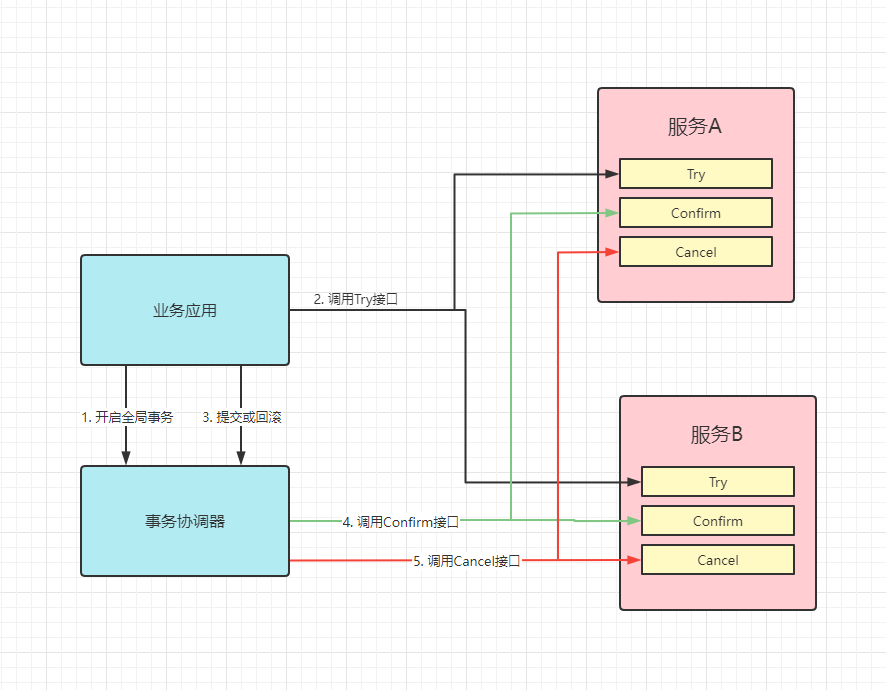 服务A
Try
Confirm
Cancel
业务应用
2. 调用Try接口
1. 开启全局事务
3. 提交或回滚
服务B
Try
Confirm
Cancel
事务协调器
4. 调用Confirm接口
5. 调用Cancel接口